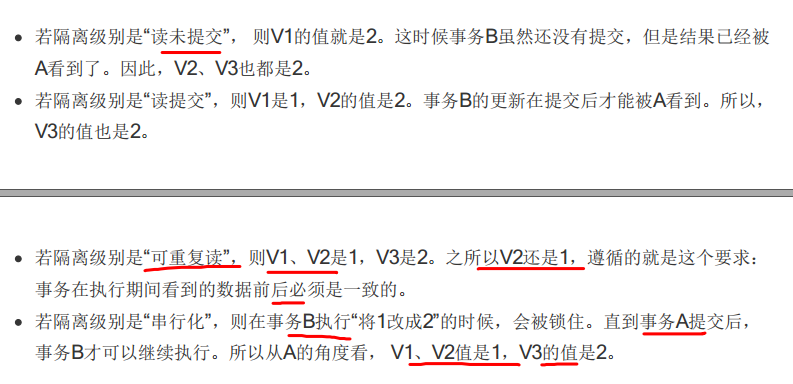 若隔离级别是“读未提交”， 则V1的值就是2。这时候事务B虽然还没有提交，但是结果已经被
A看到了。因此，V2、V3也都是2。
若隔离级别是“读提交”，则V1是1，V2的值是2。事务B的更新在提交后才能被A看到。所以，
V3的值也是2。
若隔离级别是“可重复读”，则V1、V2是1，V3是2。之所以V2还是1，遵循的就是这个要求：
事务在执行期间看到的数据前后必须是一致的。
若隔离级别是“串行化”，则在事务B执行“将1改成2”的时候，会被锁住。直到事务A提交后，
事务B才可以继续执行。所以从A的角度看， V1、V2值是1，V3的值是2。